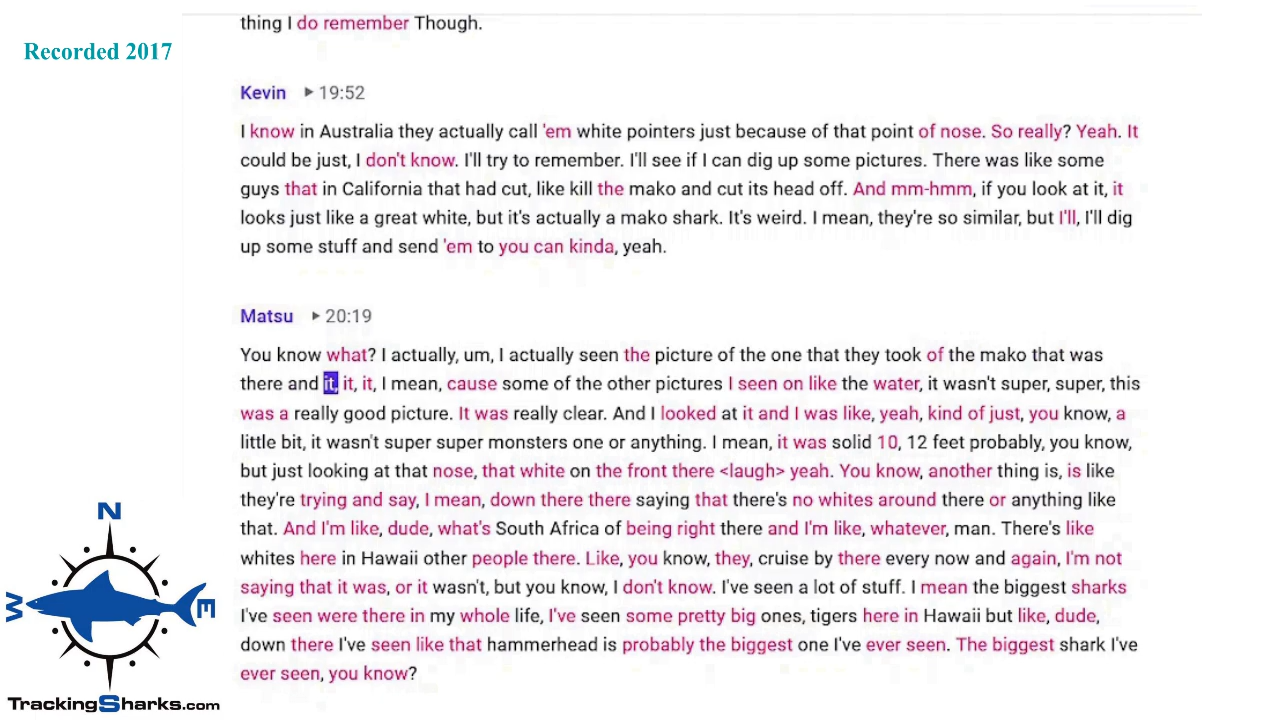 thing I do remember Though.
Recorded 2017
Kevin 19:52
I know in Australia they actually call 'em white pointers just because of that point of nose. So really? Yeah. It
could be just, I don't know. I'll try to remember. I'll see if I can dig up some pictures. There was like some
guys that in California that had cut, like kill the mako and cut its head off. And mm-hmm, if you look at it, it
looks just like a great white, but it's actually a mako shark. It's weird. I mean, they're so similar, but I'll, I'll dig
up some stuff and send 'em to you can kinda, yeah.
Matsu 20:19
You know what? I actually, um, I actually seen the picture of the one that they took of the mako that was
there and it, it, it, I mean, cause some of the other pictures I seen on like the water, it wasn't super, super, this
was a really good picture. It was really clear. And I looked at it and I was like, yeah, kind of just, you know, a
little bit, it wasn't super super monsters one or anything. I mean, it was solid 10, 12 feet probably, you know,
but just looking at that nose, that white on the front there <laugh> yeah. You know, another thing is, is like
they're trying and say, I mean, down there there saying that there's no whites around there or anything like
that. And I'm like, dude, what's South Africa of being right there and I'm like, whatever, man. There's like
whites here in Hawaii other people there. Like, you know, they, cruise by there every now and again, I'm not
saying that it was, or it wasn't, but you know, I don't know. I've seen a lot of stuff. I mean the biggest sharks
I've seen were there in my whole life, I've seen some pretty big ones, tigers here in Hawaii but like, dude,
down there I've seen like that hammerhead is probably the biggest one I've ever seen. The biggest shark I've
ever seen, you know?
N
W E
S
TrackingSharks.com